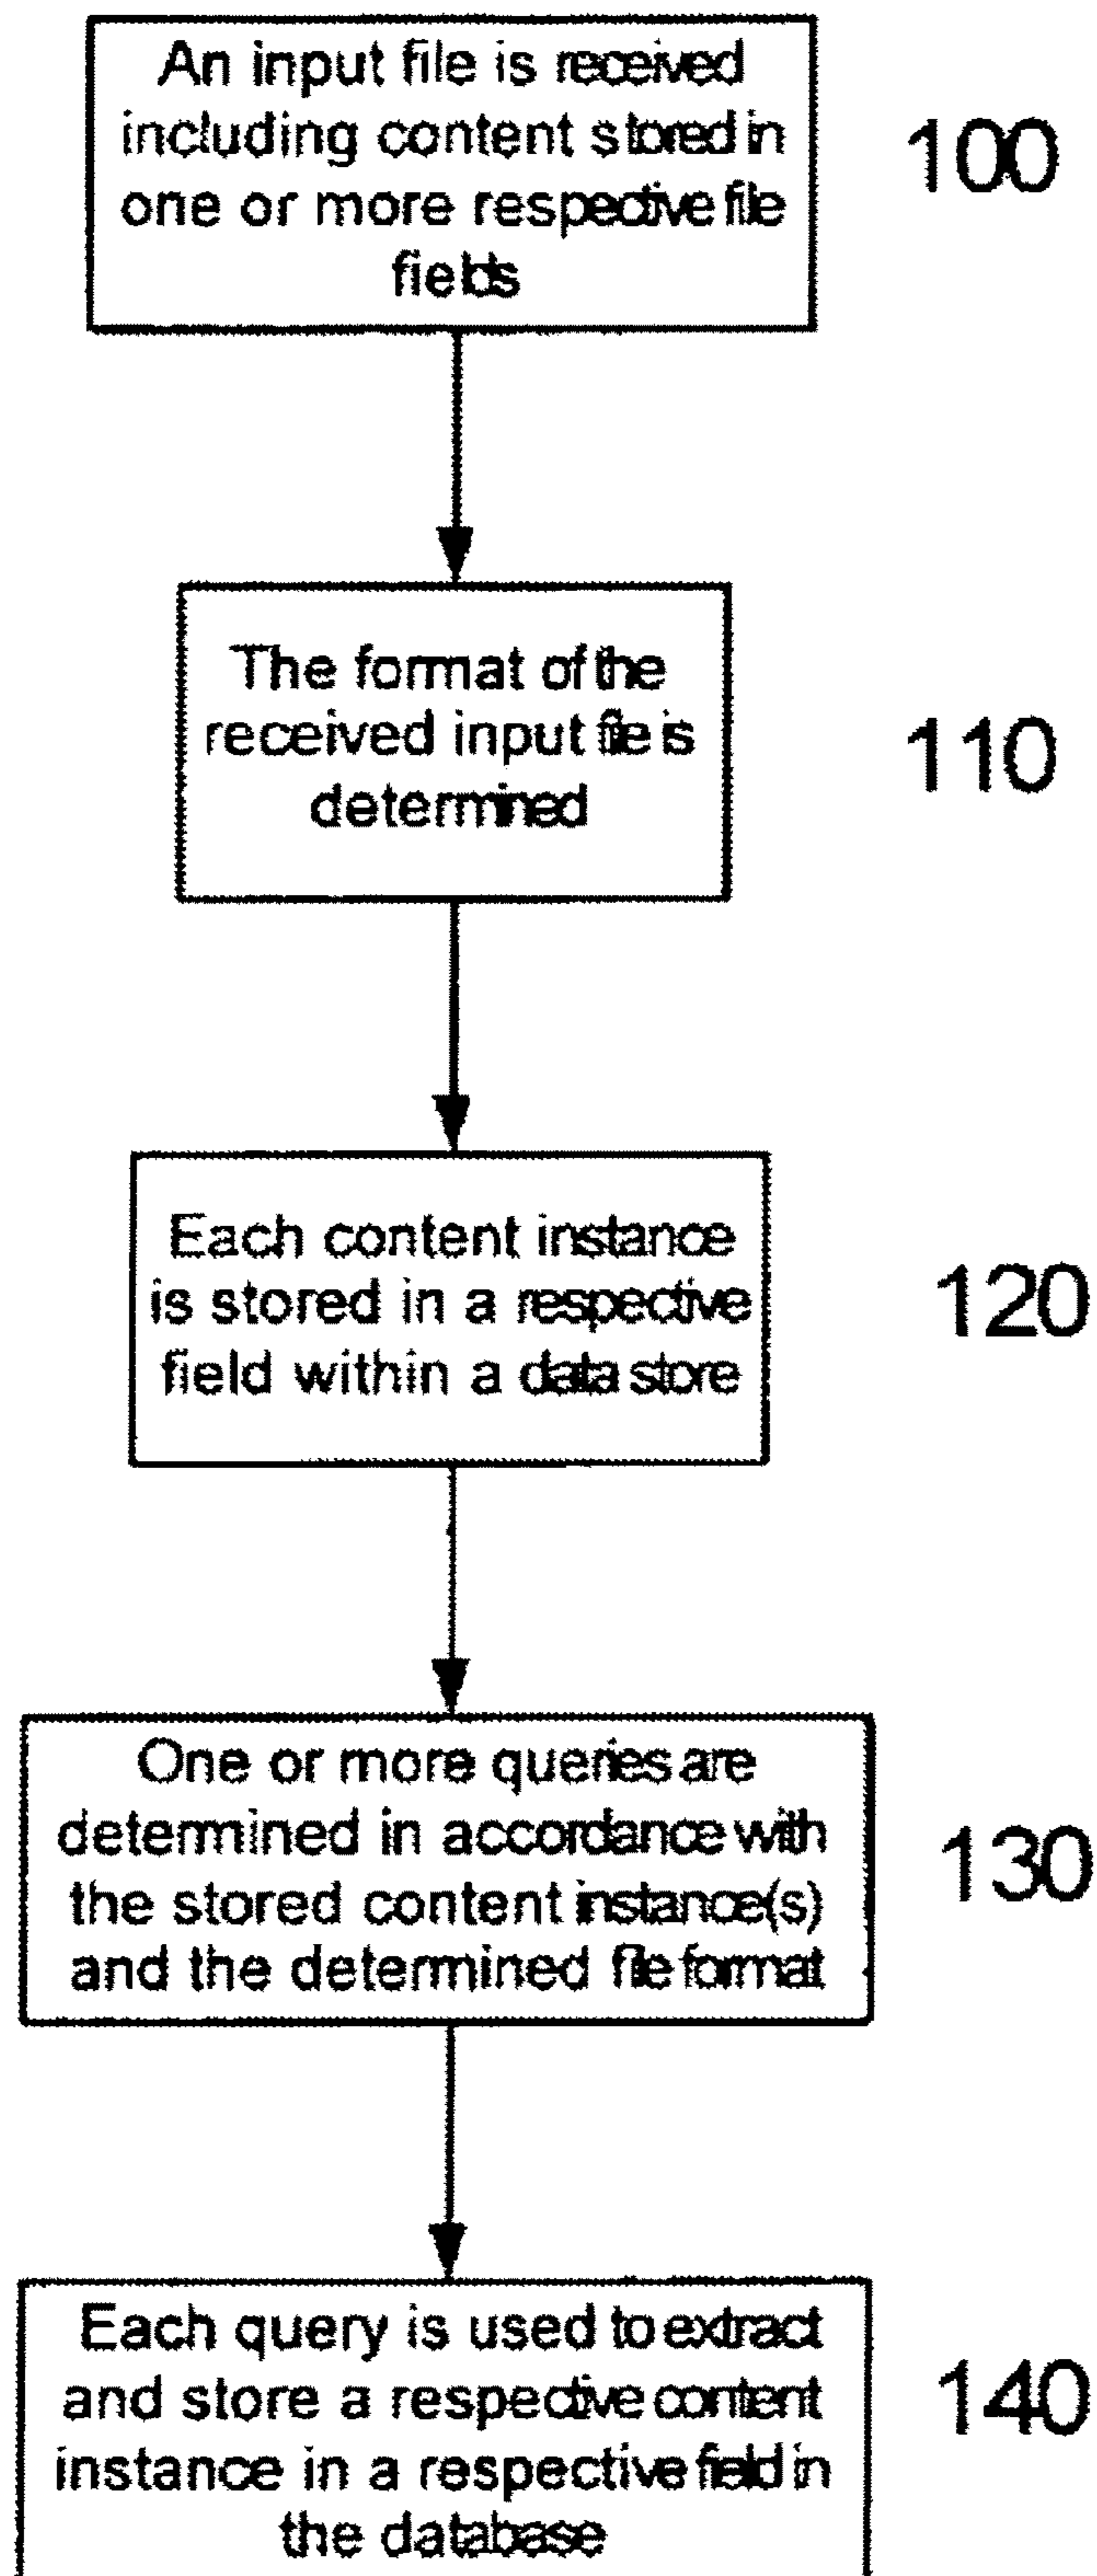 An input file is received
including content stored in
one or more respective file
fields
100
The format of the
received input file is
determined
110
Each content instance
is stored in a respective
field within a data store
120
One or more queries are
determined in accordance with
the stored content instance(s)
and the determined file format
130
Each query is used to extract
and store a respective content
instance in a respective field in
the database
140